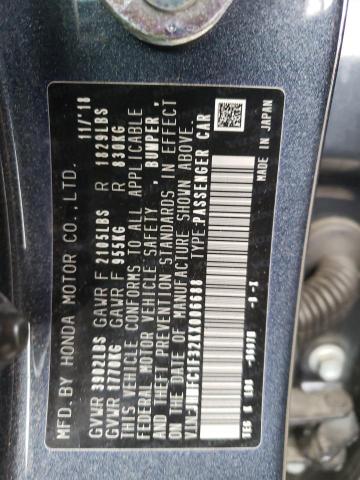 MFD.BY HONDA MOTOR CO.,LTD. 11/'18
GVWR 3902LBS GAWR F 2105LBS R 1829LBS
GVWR 1770KG GAWR F 955KG R 830KG
THIS VEHICLE CONFORMS TO ALL APPLICABLE
FEDERAL MOTOR VEHICLE SAFETY , BUMPER ,
AND THEFT PREVENTION STANDARDS IN EFFECT
ON THE DATE OF MANUFACTURE SHOWN ABOVE.
TYPE:PASSENGER CAR
MADE IN JAPAN